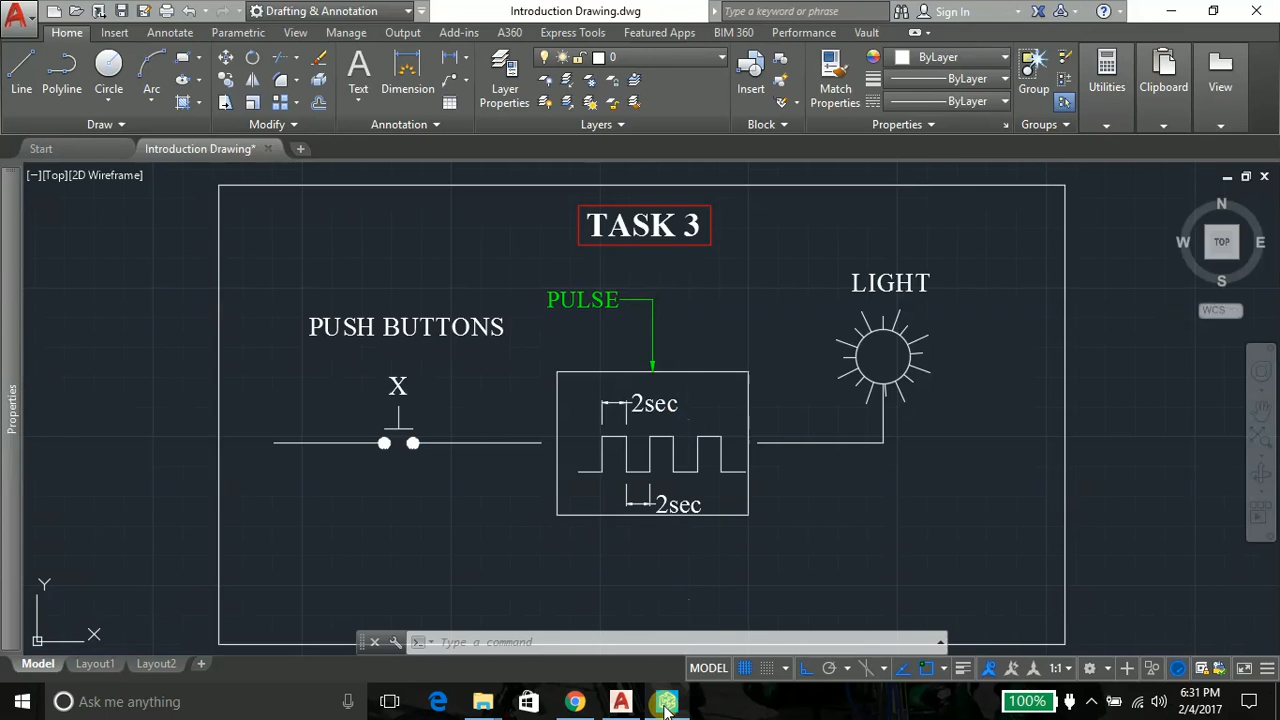 Drafting & Annotation
Introduction Drawing.dwg
Type a keyword or phrase
Sign In
Home Insert Annotate Parametric View Manage Output Add-ins A360 Express Tools Featured Apps BIM 360 Performance Vault
0
ByLayer
ByLayer
ByLayer
Line Polyline Circle Arc
Text Dimension
Layer Properties
Insert
Match Properties
Group
Utilities
Clipboard
View
Draw Modify Annotation Layers Block Properties Groups
Start Introduction Drawing*
[−][Top][2D Wireframe]
N
W TOP E
S
WCS
TASK 3
LIGHT
PULSE
PUSH BUTTONS
X
2sec
2sec
Properties
Y
X
Type a command
Model Layout1 Layout2
MODEL
1:1
Ask me anything
100%
6:31 PM
2/4/2017